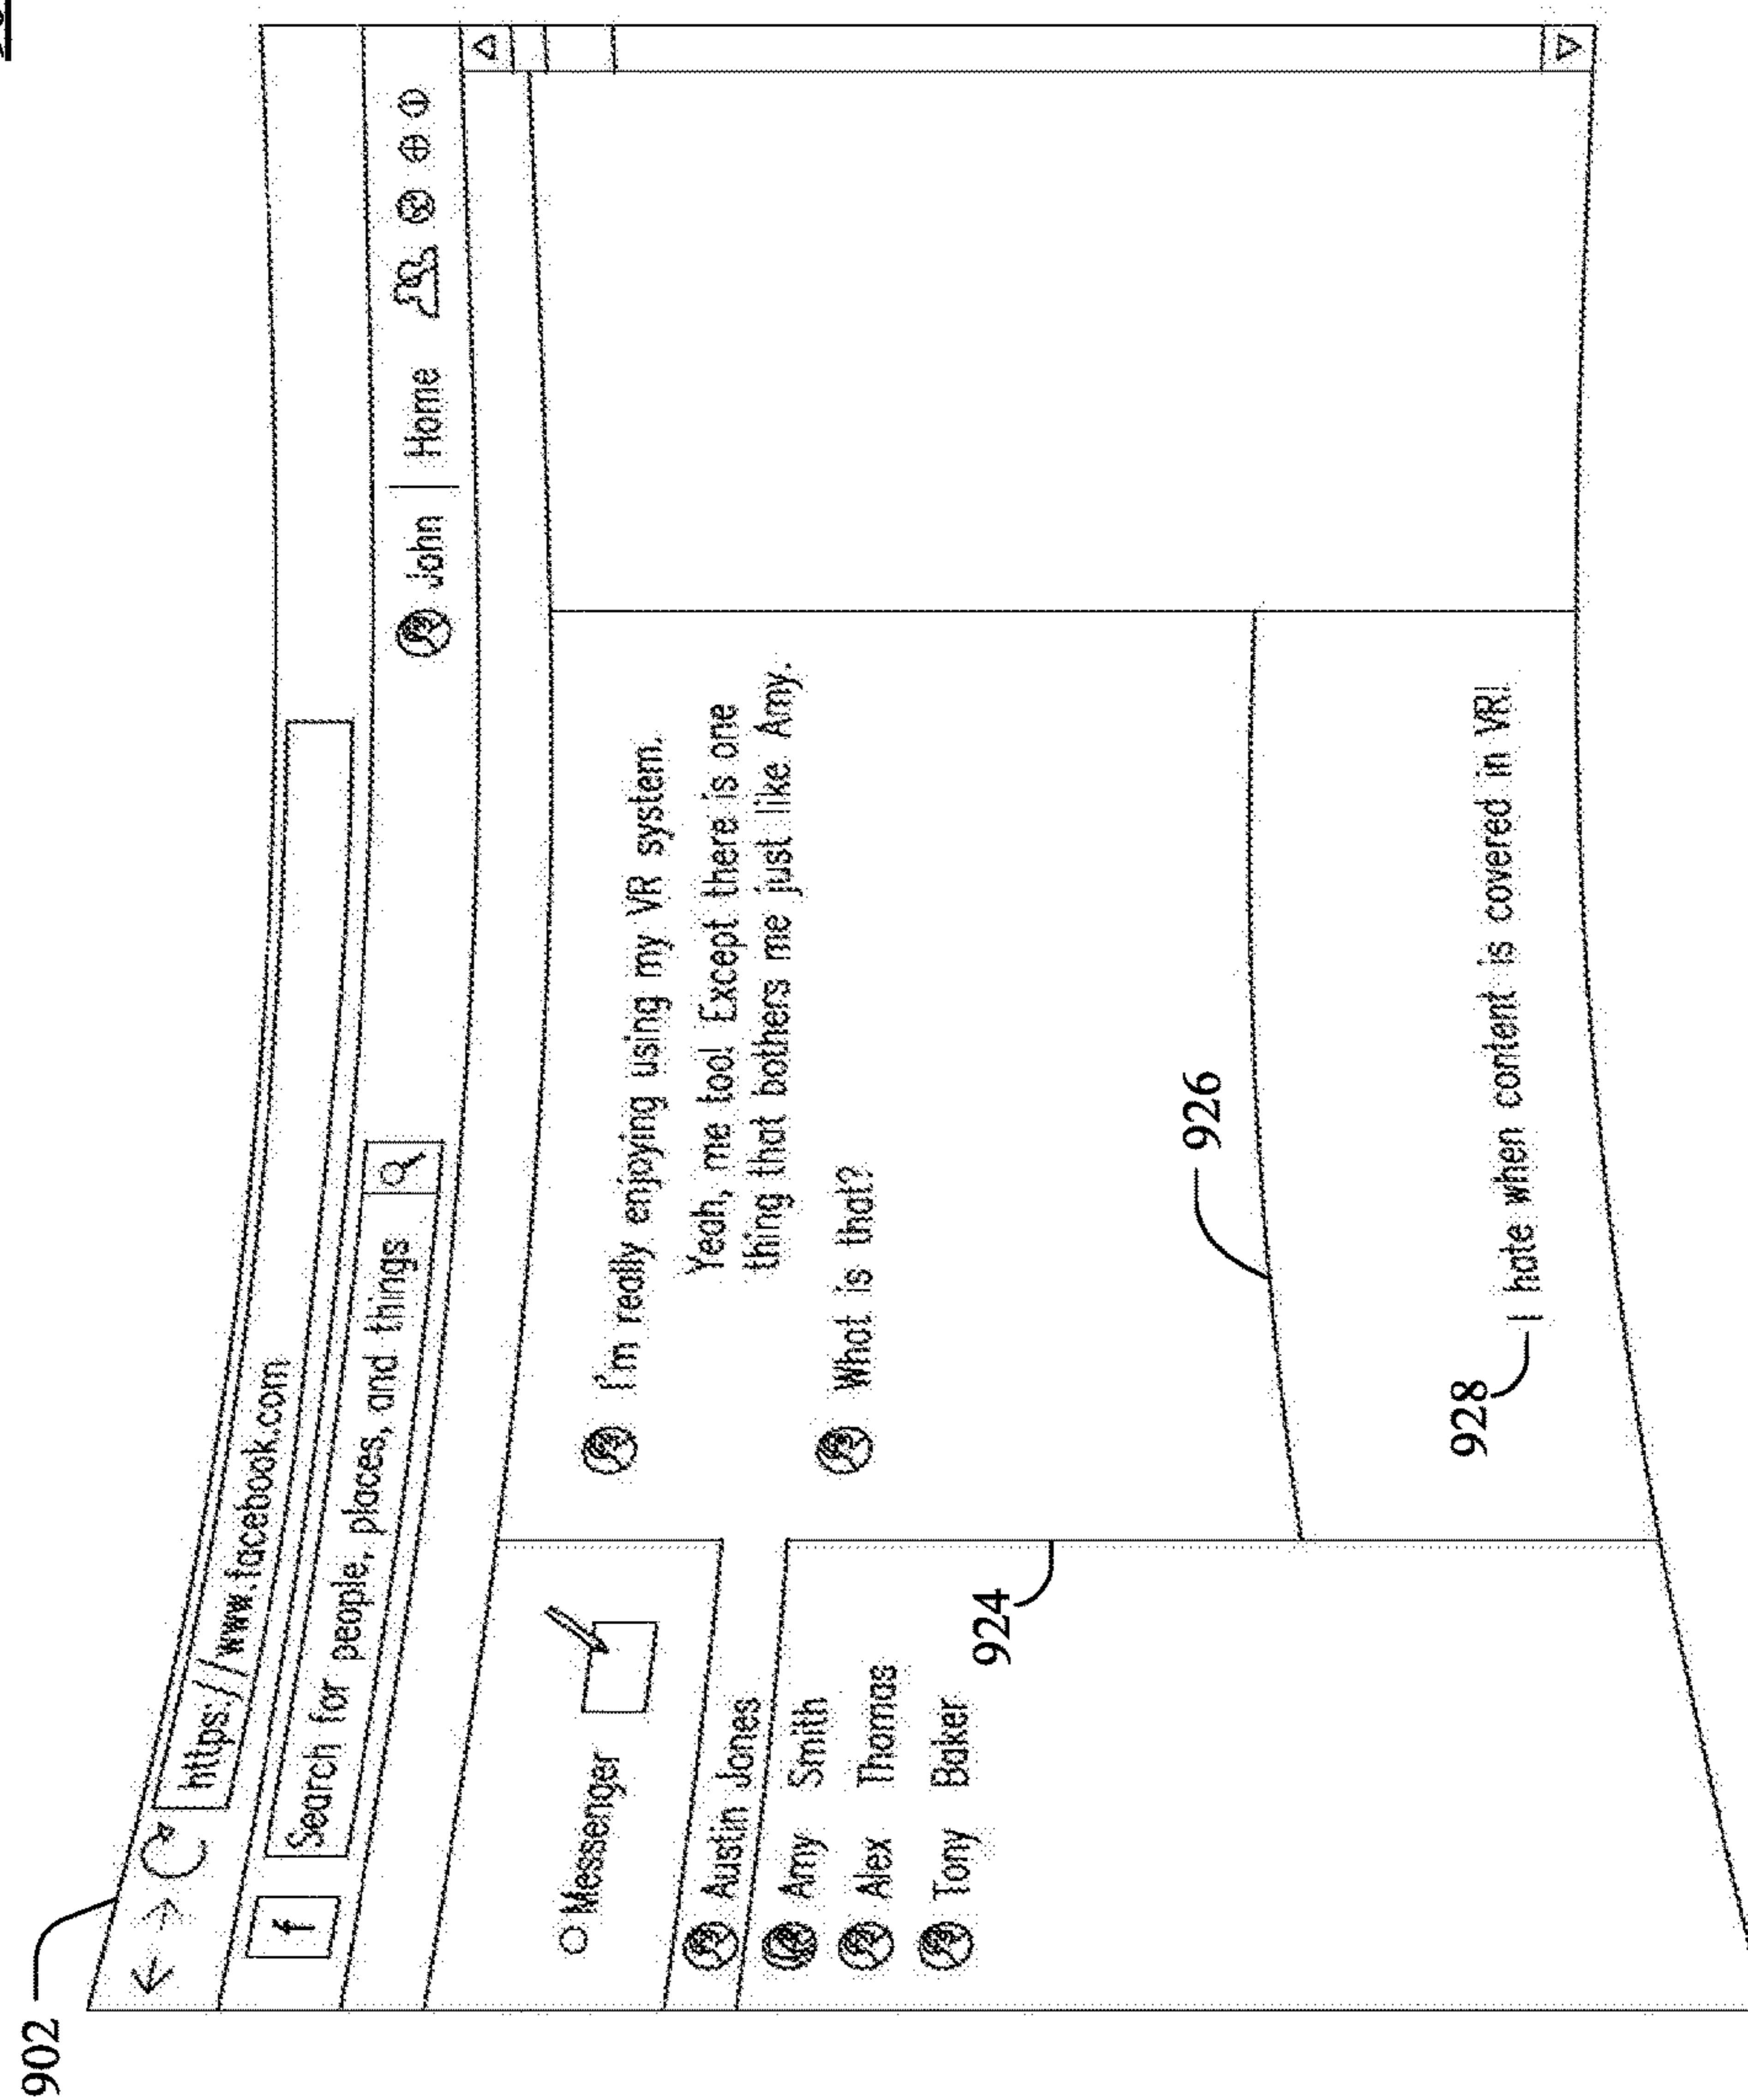 902
https://www.facebook.com
f
Search for people, places, and things
John | Home
Messenger
Austin Jones
Amy Smith
Alex Thomas
Tony Baker
924
I'm really enjoying using my VR system.
Yeah, me too! Except there is one
thing that bothers me just like Amy.
What is that?
926
928
I hate when content is covered in VR!